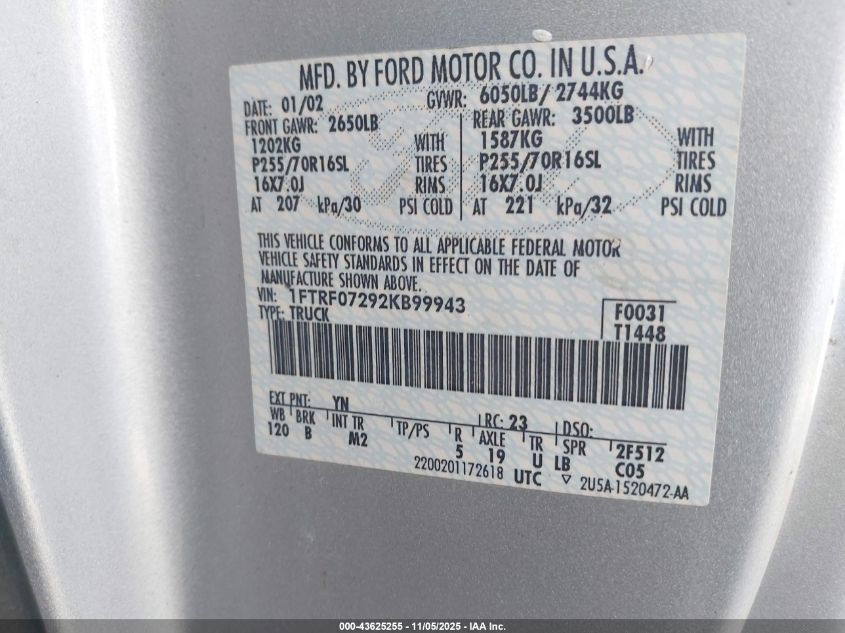 MFD. BY FORD MOTOR CO. IN U.S.A.
DATE: 01/02 GVWR: 6050LB/ 2744KG
FRONT GAWR: 2650LB REAR GAWR: 3500LB
1202KG WITH 1587KG WITH
P255/70R16SL TIRES P255/70R16SL TIRES
16X7.0J RIMS 16X7.0J RIMS
AT 207 kPa/30 PSI COLD AT 221 kPa/32 PSI COLD
THIS VEHICLE CONFORMS TO ALL APPLICABLE FEDERAL MOTOR
VEHICLE SAFETY STANDARDS IN EFFECT ON THE DATE OF
MANUFACTURE SHOWN ABOVE.
VIN: 1FTRF07292KB99943 F0031
TYPE: TRUCK T1448
EXT PNT: YN RC: 23 DSO:
WB BRK INT TR TP/PS R AXLE TR SPR 2F512
120 B M2 5 19 U LB C05
2200201172618 UTC ▽ 2U5A-1520472-AA
000-43625255 - 11/05/2025 - IAA Inc.